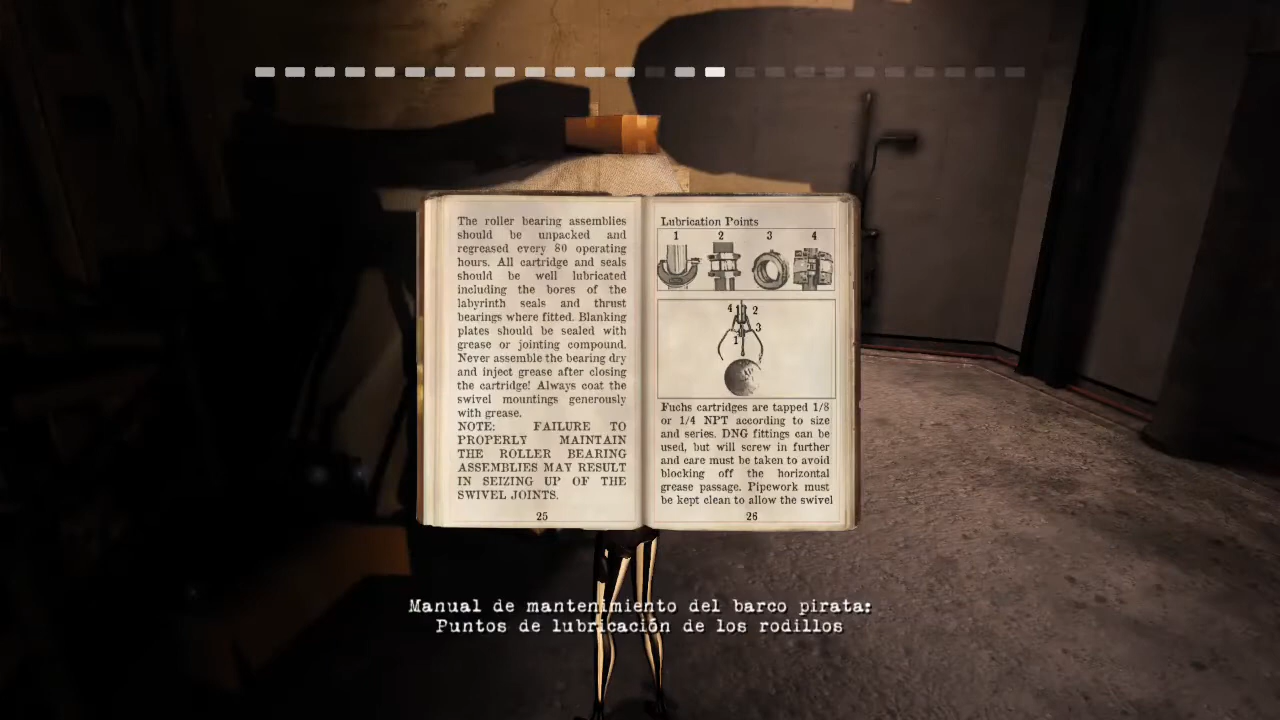 The roller bearing assemblies
should be unpacked and
regreased every 80 operating
hours. All cartridge and seals
should be well lubricated
including the bores of the
labyrinth seals and thrust
bearings where fitted. Blanking
plates should be sealed with
grease or jointing compound.
Never assemble the bearing dry
and inject grease after closing
the cartridge! Always coat the
swivel mountings generously
with grease.
NOTE: FAILURE TO
PROPERLY MAINTAIN
THE ROLLER BEARING
ASSEMBLIES MAY RESULT
IN SEIZING UP OF THE
SWIVEL JOINTS.
25
Lubrication Points
1 2 3 4
4 1 2
3
1
Fuchs cartridges are tapped 1/8
or 1/4 NPT according to size
and series. DNG fittings can be
used, but will screw in further
and care must be taken to avoid
blocking off the horizontal
grease passage. Pipework must
be kept clean to allow the swivel
26
Manual de mantenimiento del barco pirata:
Puntos de lubricación de los rodillos